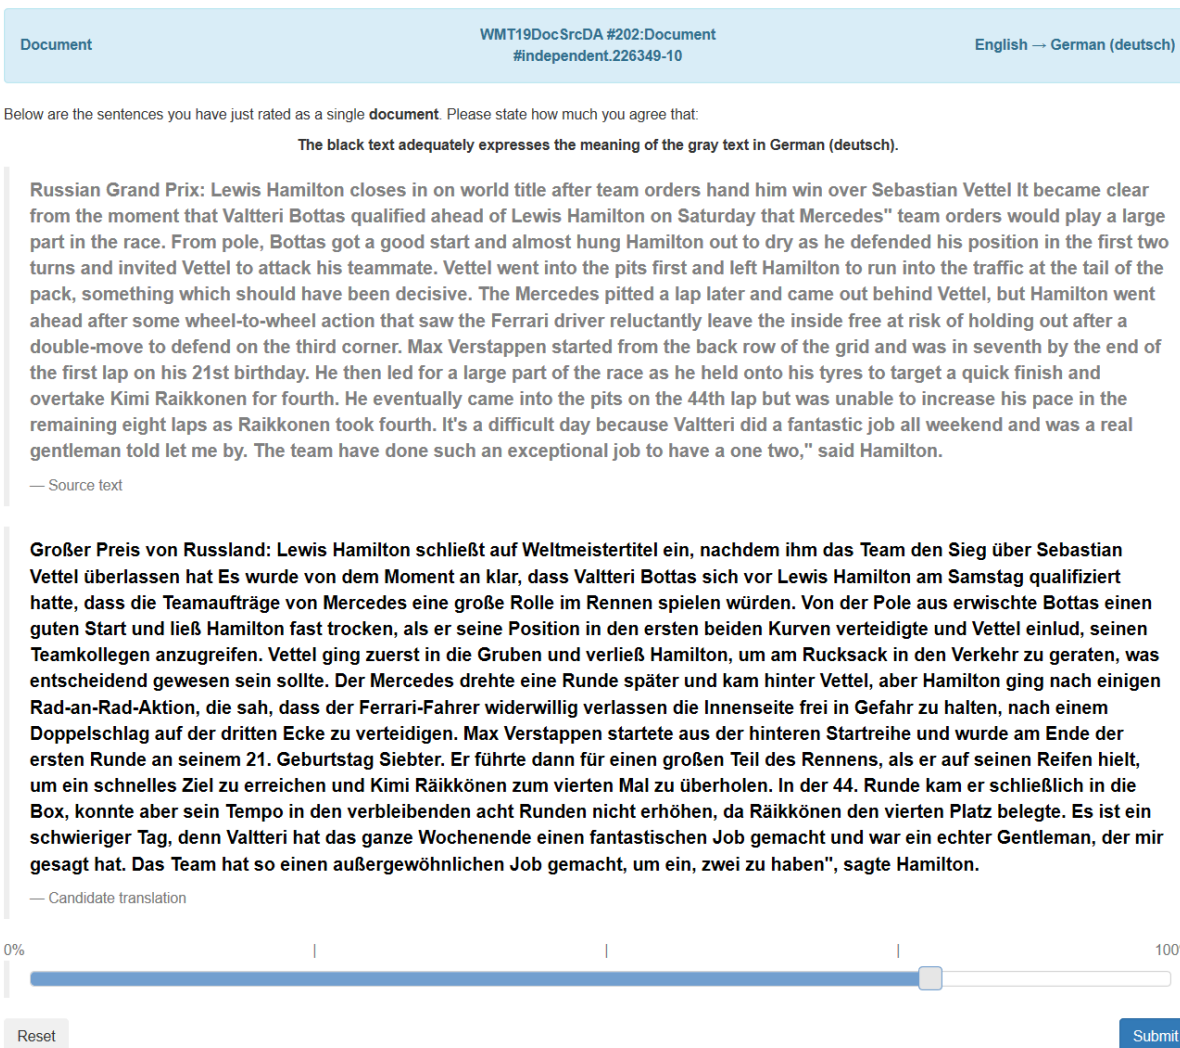 Document
WMT19DocSrcDA #202:Document
#independent.226349-10
English → German (deutsch)
Below are the sentences you have just rated as a single document. Please state how much you agree that:
The black text adequately expresses the meaning of the gray text in German (deutsch).
Russian Grand Prix: Lewis Hamilton closes in on world title after team orders hand him win over Sebastian Vettel It became clear
from the moment that Valtteri Bottas qualified ahead of Lewis Hamilton on Saturday that Mercedes" team orders would play a large
part in the race. From pole, Bottas got a good start and almost hung Hamilton out to dry as he defended his position in the first two
turns and invited Vettel to attack his teammate. Vettel went into the pits first and left Hamilton to run into the traffic at the tail of the
pack, something which should have been decisive. The Mercedes pitted a lap later and came out behind Vettel, but Hamilton went
ahead after some wheel-to-wheel action that saw the Ferrari driver reluctantly leave the inside free at risk of holding out after a
double-move to defend on the third corner. Max Verstappen started from the back row of the grid and was in seventh by the end of
the first lap on his 21st birthday. He then led for a large part of the race as he held onto his tyres to target a quick finish and
overtake Kimi Raikkonen for fourth. He eventually came into the pits on the 44th lap but was unable to increase his pace in the
remaining eight laps as Raikkonen took fourth. It's a difficult day because Valtteri did a fantastic job all weekend and was a real
gentleman told let me by. The team have done such an exceptional job to have a one two," said Hamilton.
— Source text
Großer Preis von Russland: Lewis Hamilton schließt auf Weltmeistertitel ein, nachdem ihm das Team den Sieg über Sebastian
Vettel überlassen hat Es wurde von dem Moment an klar, dass Valtteri Bottas sich vor Lewis Hamilton am Samstag qualifiziert
hatte, dass die Teamaufträge von Mercedes eine große Rolle im Rennen spielen würden. Von der Pole aus erwischte Bottas einen
guten Start und ließ Hamilton fast trocken, als er seine Position in den ersten beiden Kurven verteidigte und Vettel einlud, seinen
Teamkollegen anzugreifen. Vettel ging zuerst in die Gruben und verließ Hamilton, um am Rucksack in den Verkehr zu geraten, was
entscheidend gewesen sein sollte. Der Mercedes drehte eine Runde später und kam hinter Vettel, aber Hamilton ging nach einigen
Rad-an-Rad-Aktion, die sah, dass der Ferrari-Fahrer widerwillig verlassen die Innenseite frei in Gefahr zu halten, nach einem
Doppelschlag auf der dritten Ecke zu verteidigen. Max Verstappen startete aus der hinteren Startreihe und wurde am Ende der
ersten Runde an seinem 21. Geburtstag Siebter. Er führte dann für einen großen Teil des Rennens, als er auf seinen Reifen hielt,
um ein schnelles Ziel zu erreichen und Kimi Räikkönen zum vierten Mal zu überholen. In der 44. Runde kam er schließlich in die
Box, konnte aber sein Tempo in den verbleibenden acht Runden nicht erhöhen, da Räikkönen den vierten Platz belegte. Es ist ein
schwieriger Tag, denn Valtteri hat das ganze Wochenende einen fantastischen Job gemacht und war ein echter Gentleman, der mir
gesagt hat. Das Team hat so einen außergewöhnlichen Job gemacht, um ein, zwei zu haben", sagte Hamilton.
— Candidate translation
0% | | | 100%
Reset
Submit